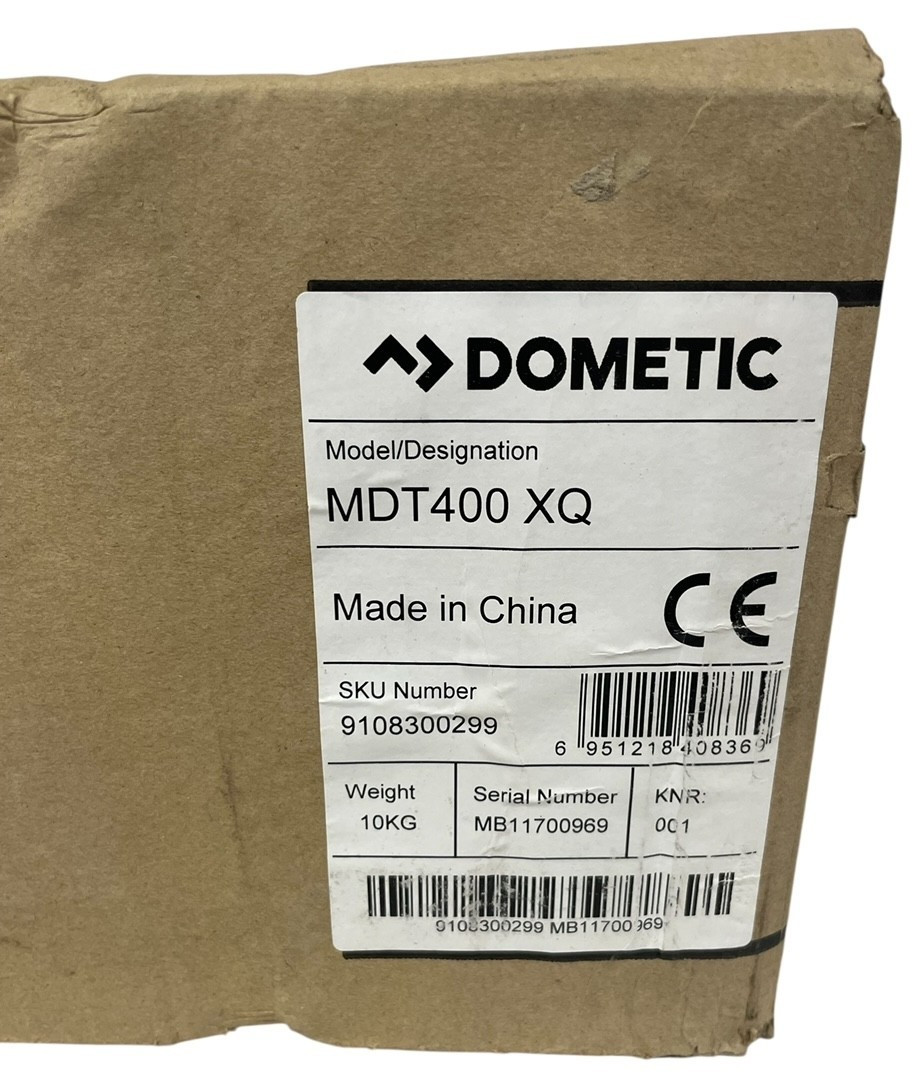 DOMETIC
Model/Designation
MDT400 XQ
Made in China CE
SKU Number
9108300299
6 951218 408369
Weight Serial Number KNR:
10KG MB11700969 001
9108300299 MB11700969